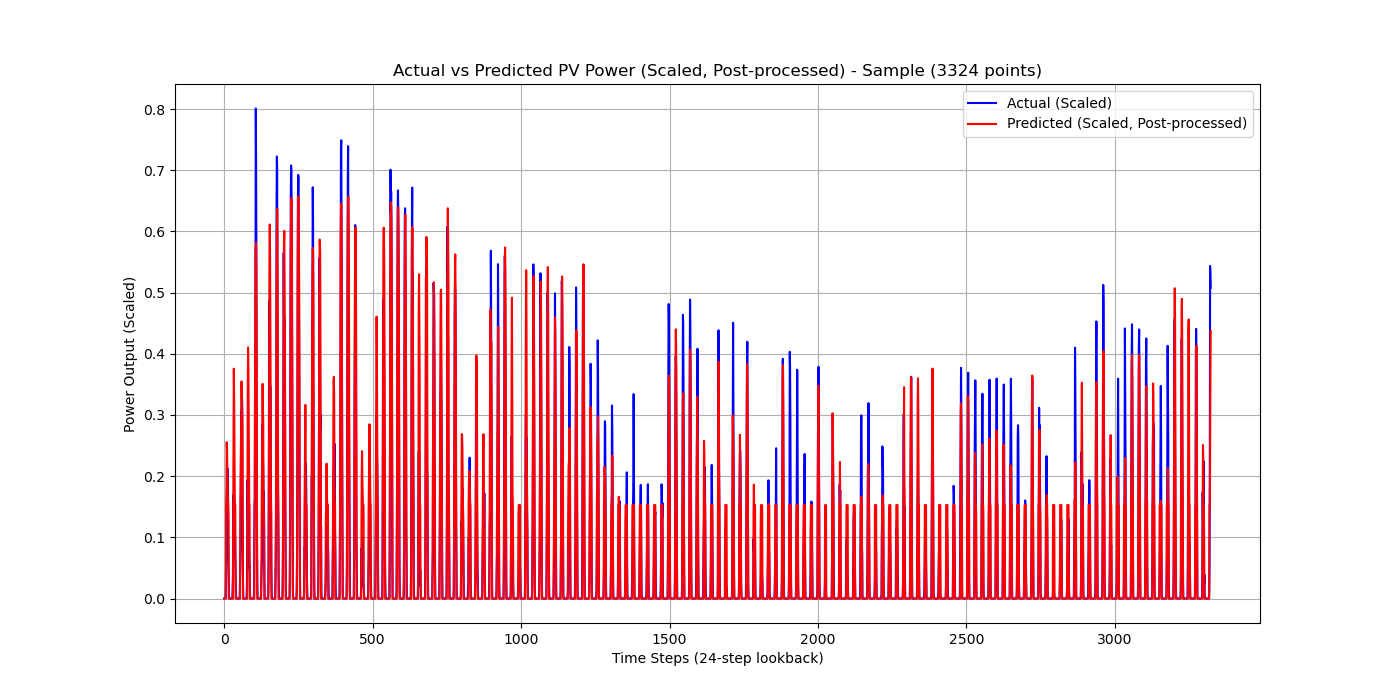 Actual vs Predicted PV Power (Scaled, Post-processed) - Sample (3324 points)
Actual (Scaled)
Predicted (Scaled, Post-processed)
Power Output (Scaled)
0.8
0.7
0.6
0.5
0.4
0.3
0.2
0.1
0.0
0 500 1000 1500 2000 2500 3000
Time Steps (24-step lookback)